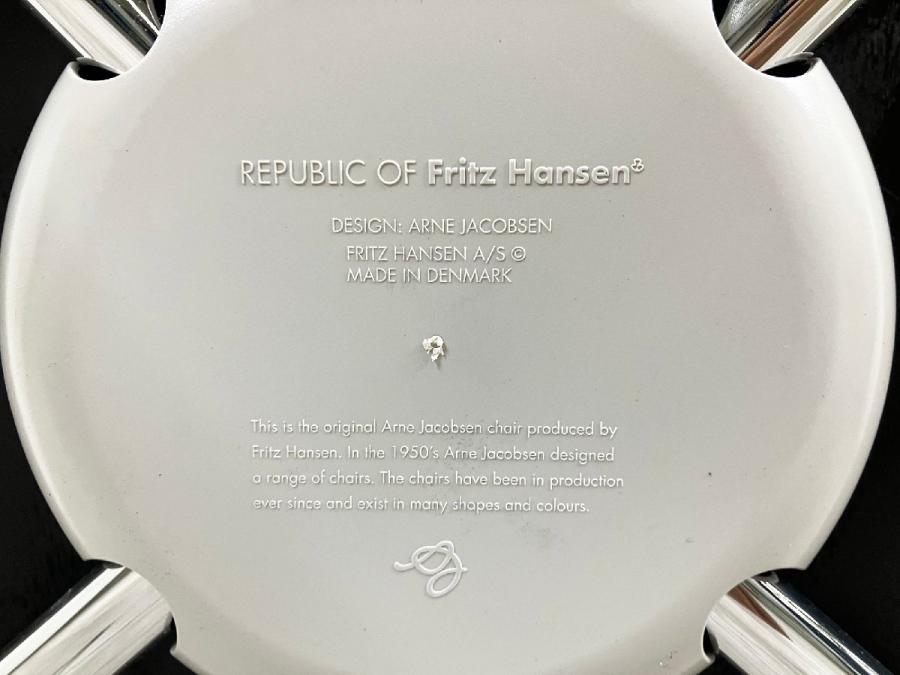 REPUBLIC OF Fritz Hansen
DESIGN: ARNE JACOBSEN
FRITZ HANSEN A/S ©
MADE IN DENMARK
This is the original Arne Jacobsen chair produced by
Fritz Hansen. In the 1950's Arne Jacobsen designed
a range of chairs. The chairs have been in production
ever since and exist in many shapes and colours.